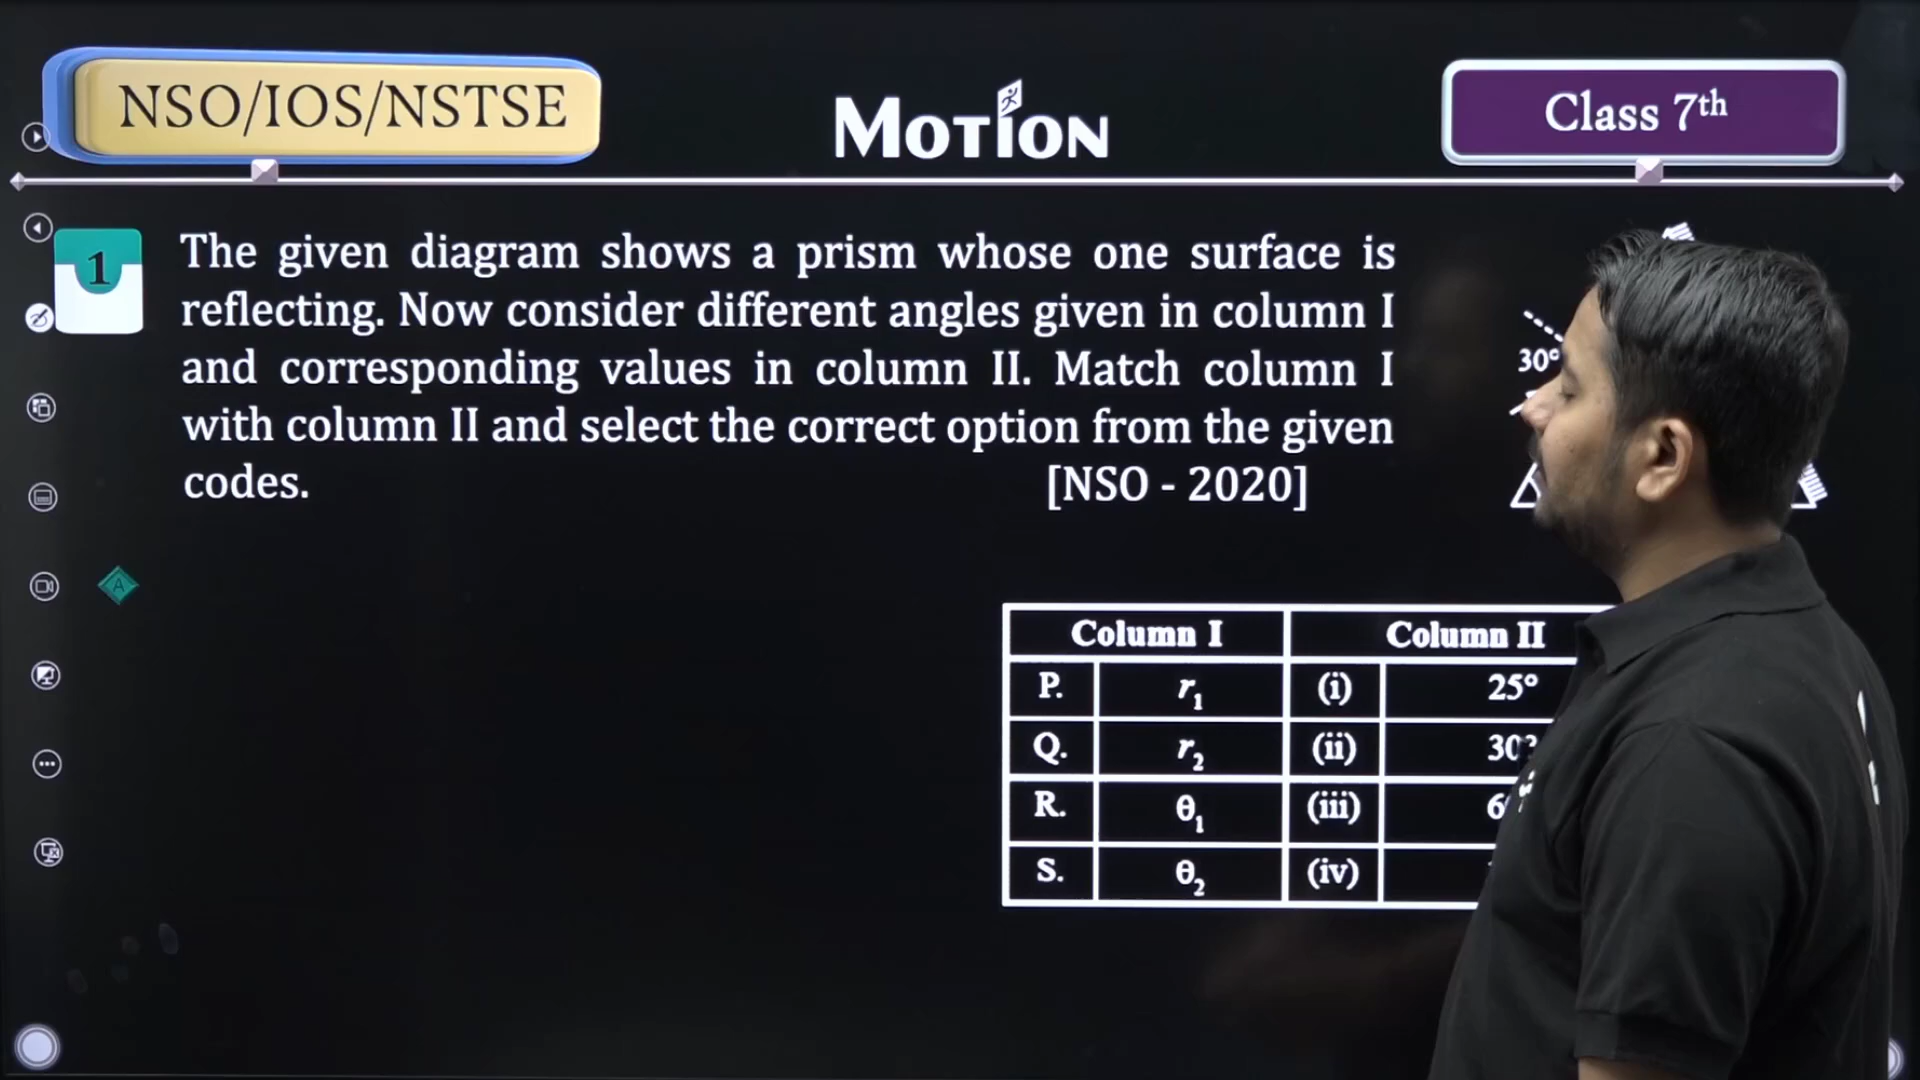 NSO/IOS/NSTSE
MOTION
Class 7th
1
The given diagram shows a prism whose one surface is
reflecting. Now consider different angles given in column I
and corresponding values in column II. Match column I
with column II and select the correct option from the given
codes. [NSO - 2020]
30°
A
Column I Column II
P. r1 (i) 25°
Q. r2 (ii)
R. θ1 (iii)
S. θ2 (iv)